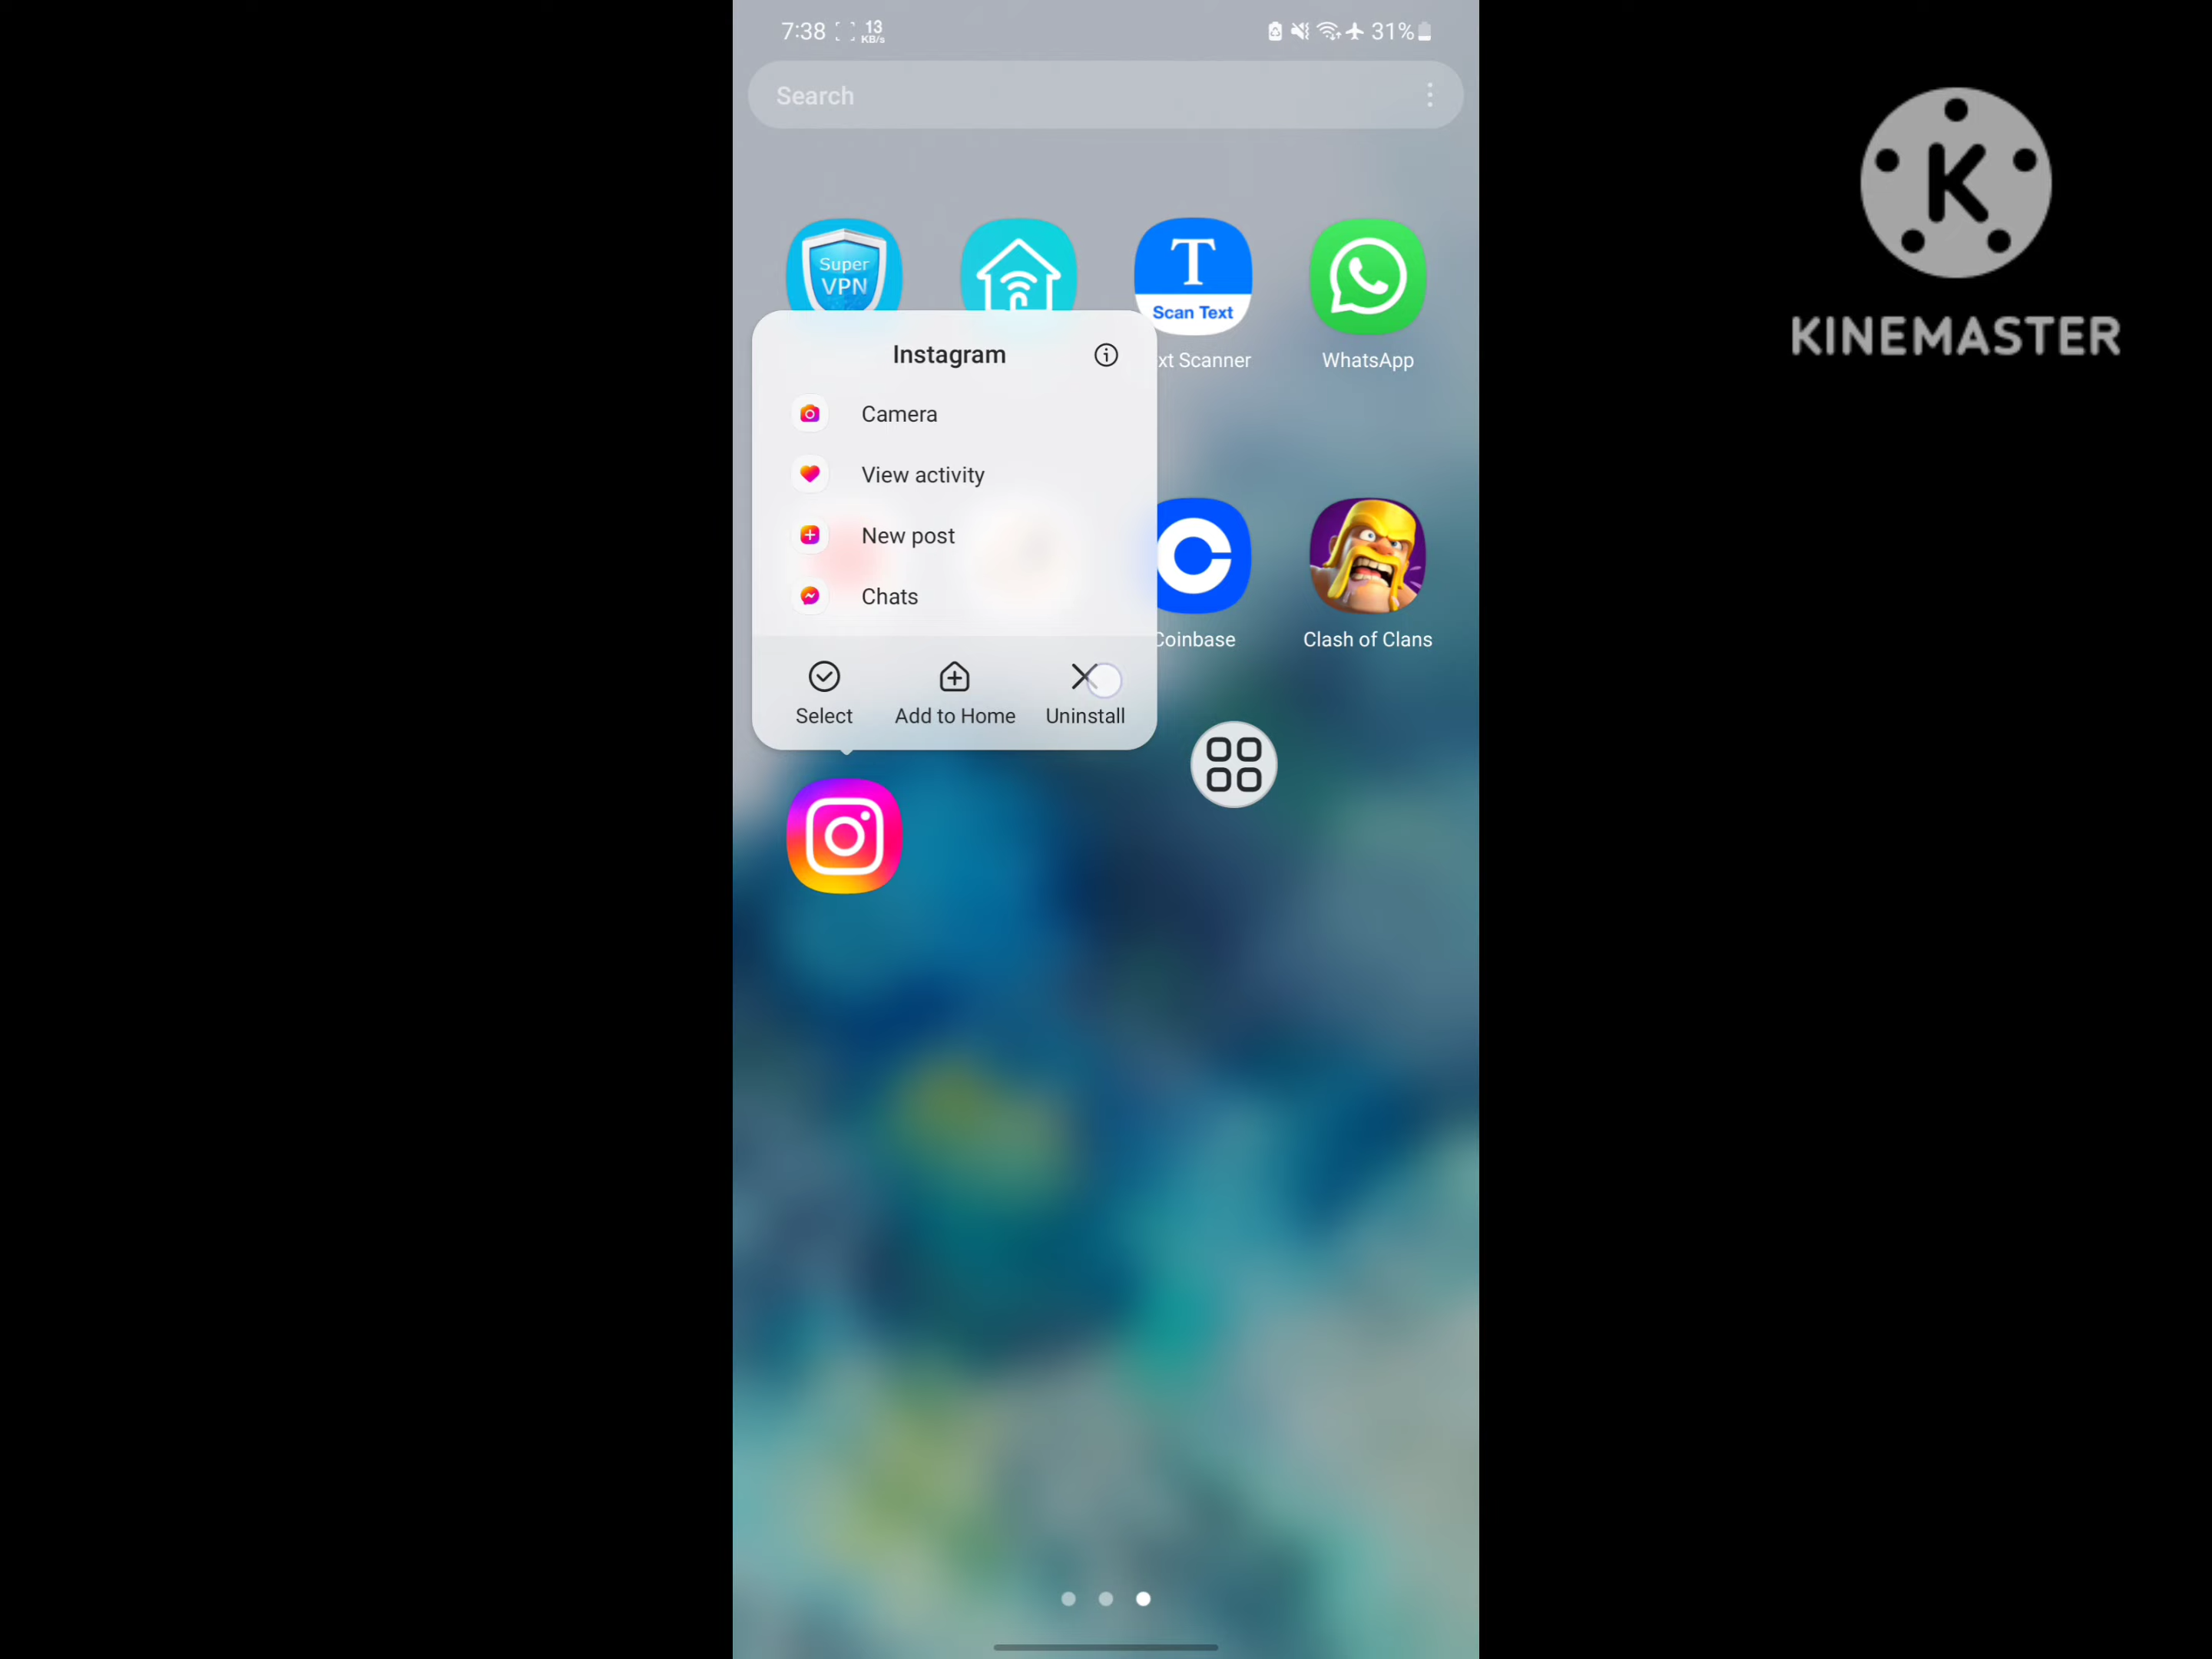 7:38 13 KB/s 31%
Search
Super
VPN
T
Scan Text
xt Scanner
WhatsApp
Instagram
Camera
View activity
New post
Chats
Coinbase
Clash of Clans
Select
Add to Home
Uninstall
K
KINEMASTER